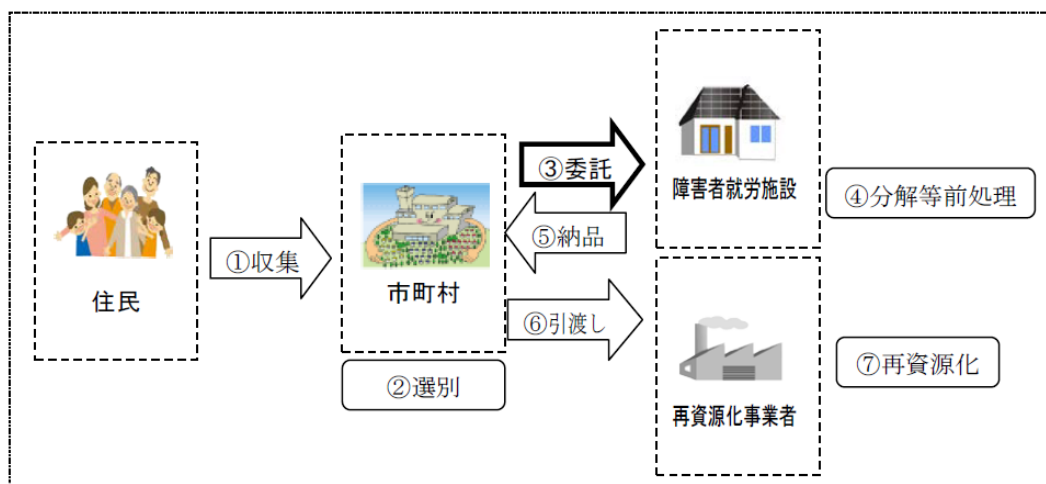 住民
①収集
市町村
②選別
③委託
障害者就労施設
④分解等前処理
⑤納品
⑥引渡し
再資源化事業者
⑦再資源化